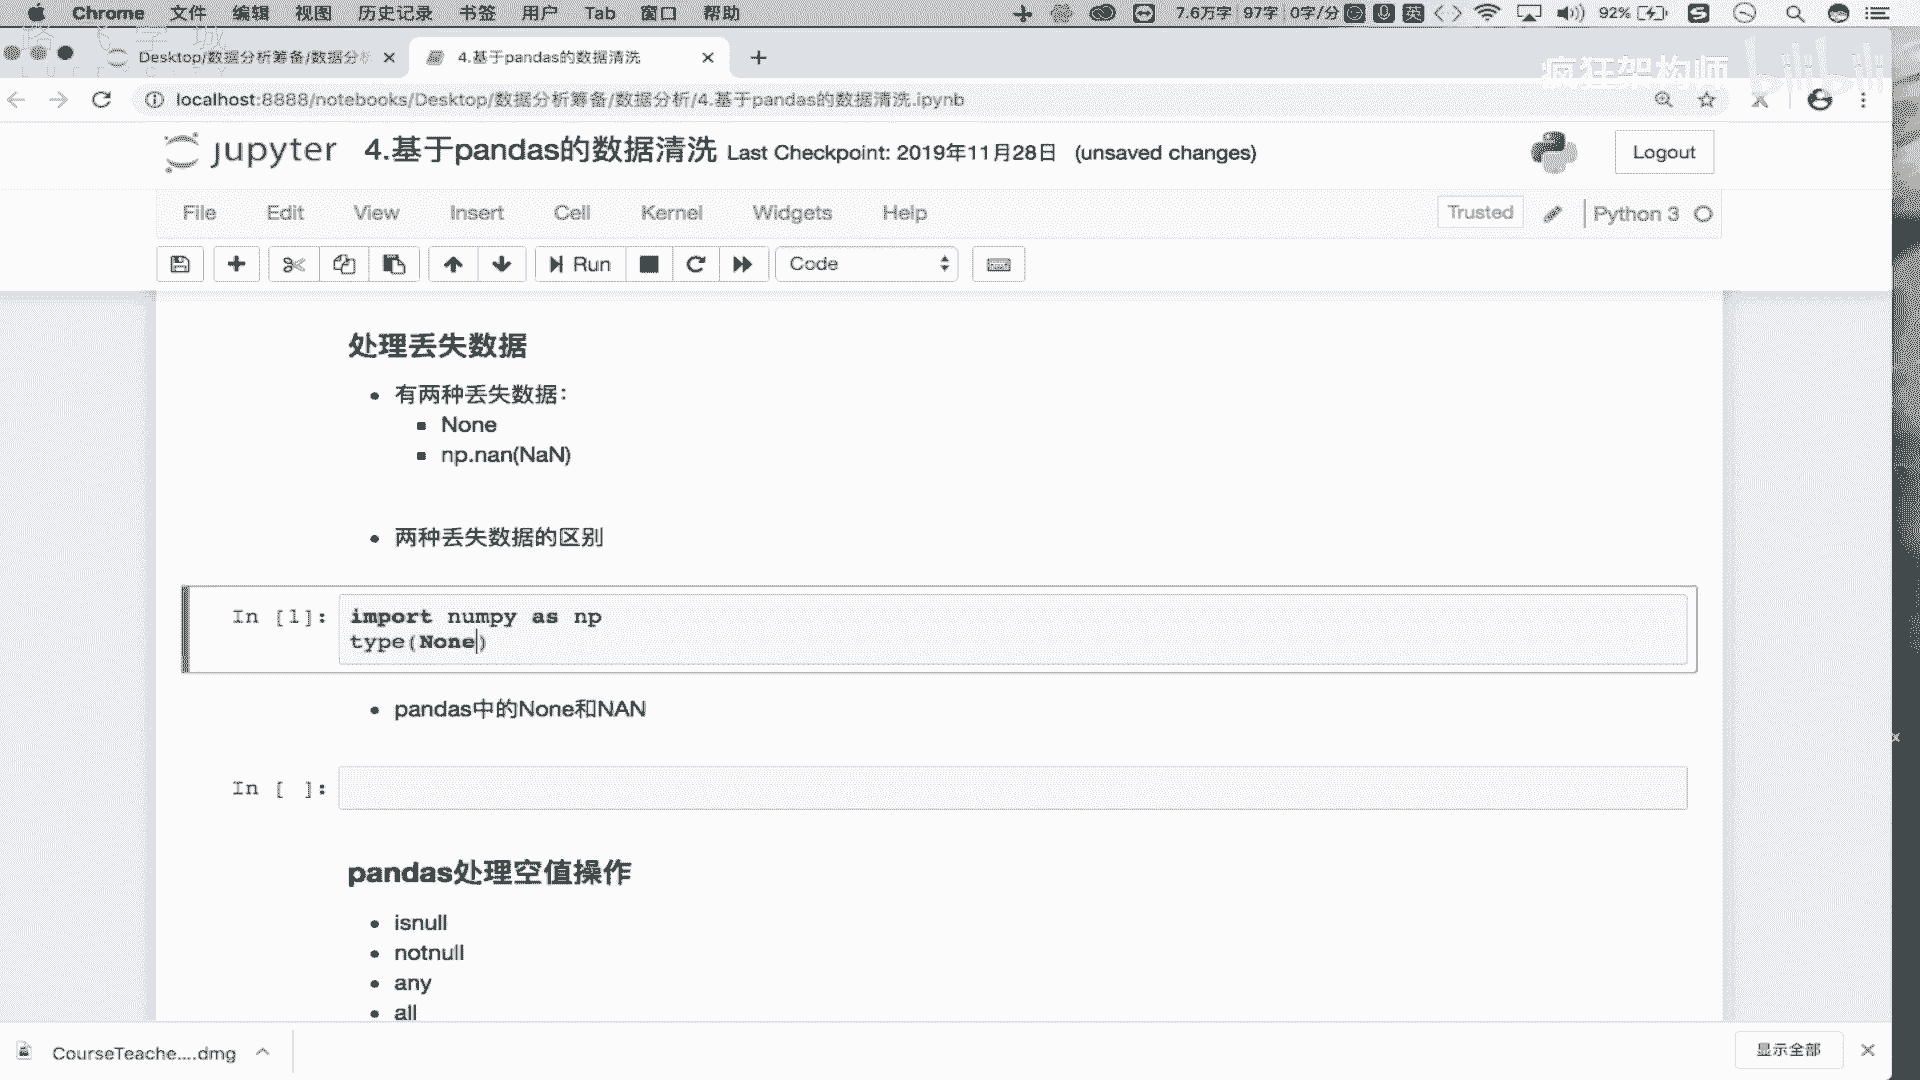 Chrome 文件 编辑 视图 历史记录 书签 用户 Tab 窗口 帮助 7.6万字 97字 0字/分 英 92%
Desktop/数据分析筹备/数据分析
4.基于pandas的数据清洗
疯狂架构师 bilibili
localhost:8888/notebooks/Desktop/数据分析筹备/数据分析/4.基于pandas的数据清洗.ipynb
jupyter 4.基于pandas的数据清洗 Last Checkpoint: 2019年11月28日 (unsaved changes)
Logout
File Edit View Insert Cell Kernel Widgets Help Trusted Python 3
Run Code
处理丢失数据
有两种丢失数据：
None
np.nan(NaN)
两种丢失数据的区别
In [1]: import numpy as np
type(None)
pandas中的None和NAN
In [ ]:
pandas处理空值操作
isnull
notnull
any
all
CourseTeache....dmg
显示全部